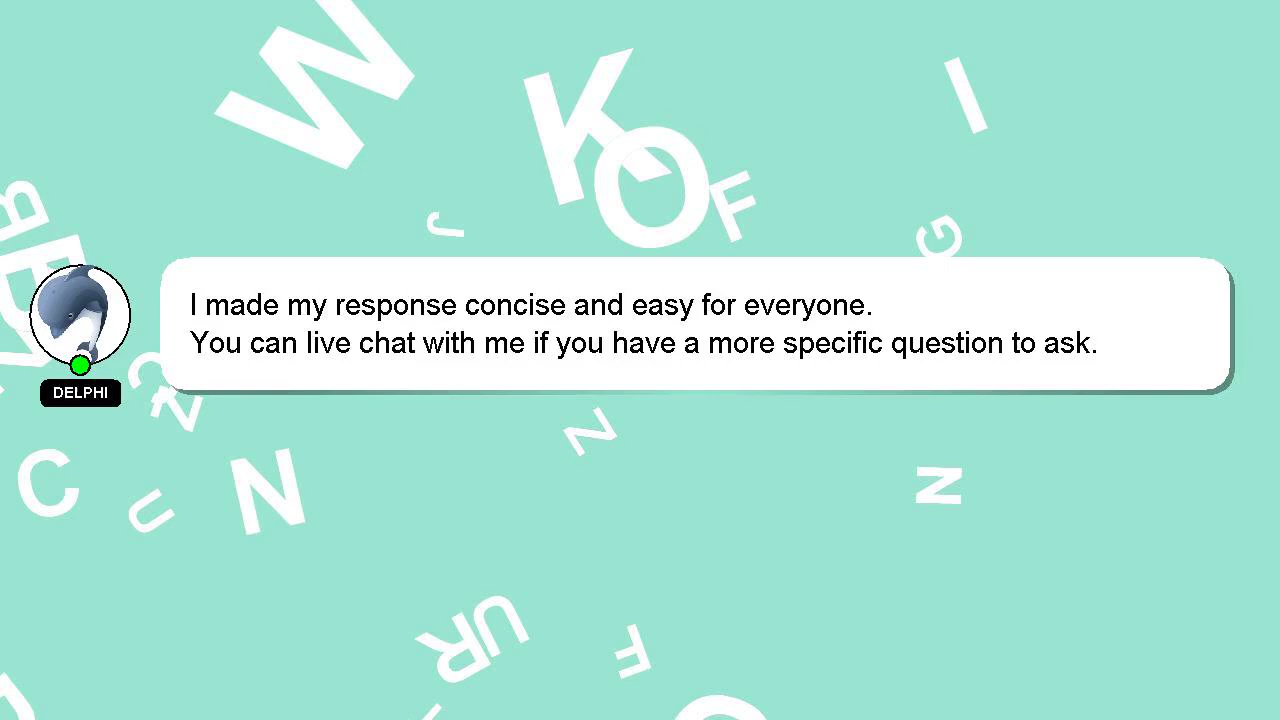 W
K
O
F
I
J
G
I made my response concise and easy for everyone.
You can live chat with me if you have a more specific question to ask.
DELPHI
Z
C
U
N
Z
N
UR
F